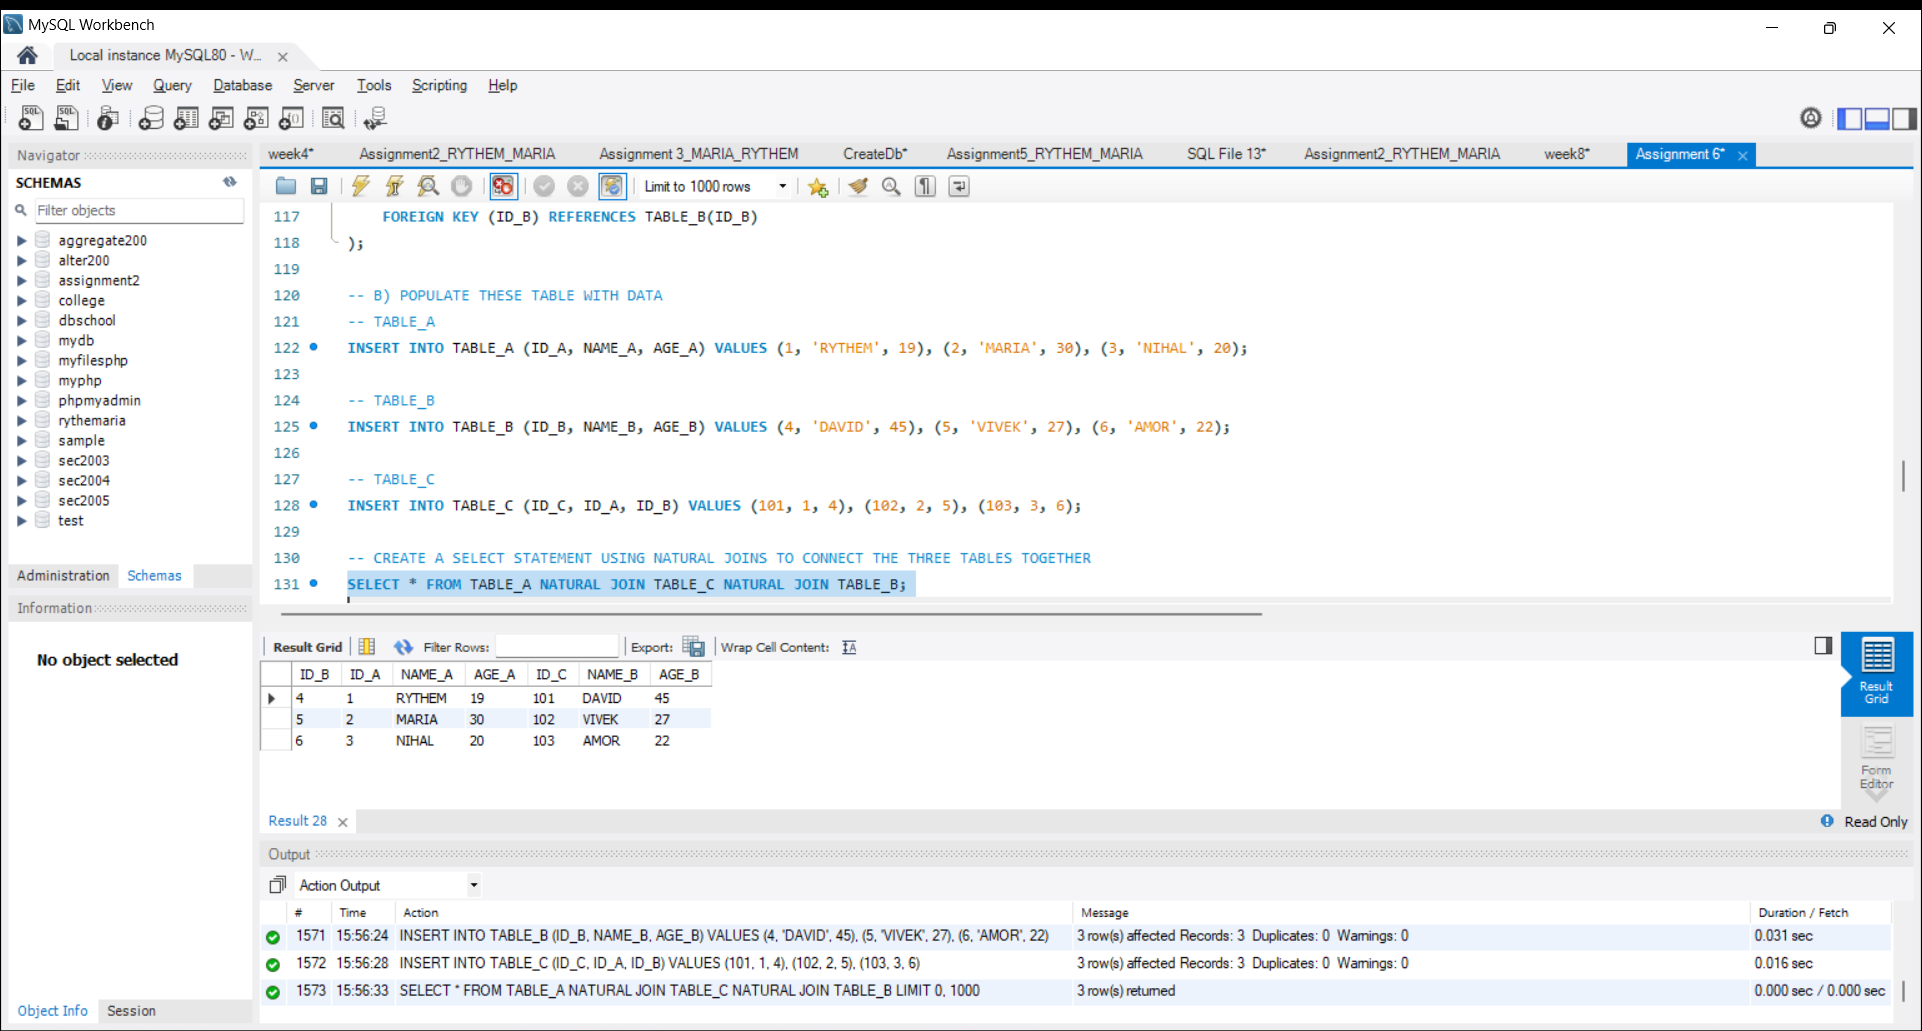 MySQL Workbench
Local instance MySQL80 - W...
File Edit View Query Database Server Tools Scripting Help
Navigator
SCHEMAS
Filter objects
aggregate200
alter200
assignment2
college
dbschool
mydb
myfilesphp
myphp
phpmyadmin
rythemaria
sample
sec2003
sec2004
sec2005
test
Administration Schemas
Information
No object selected
Object Info Session
week4* Assignment2_RYTHEM_MARIA Assignment 3_MARIA_RYTHEM CreateDb* Assignment5_RYTHEM_MARIA SQL File 13* Assignment2_RYTHEM_MARIA week8* Assignment 6*
Limit to 1000 rows
117 FOREIGN KEY (ID_B) REFERENCES TABLE_B(ID_B)
118 );
119
120 -- B) POPULATE THESE TABLE WITH DATA
121 -- TABLE_A
122 INSERT INTO TABLE_A (ID_A, NAME_A, AGE_A) VALUES (1, 'RYTHEM', 19), (2, 'MARIA', 30), (3, 'NIHAL', 20);
123
124 -- TABLE_B
125 INSERT INTO TABLE_B (ID_B, NAME_B, AGE_B) VALUES (4, 'DAVID', 45), (5, 'VIVEK', 27), (6, 'AMOR', 22);
126
127 -- TABLE_C
128 INSERT INTO TABLE_C (ID_C, ID_A, ID_B) VALUES (101, 1, 4), (102, 2, 5), (103, 3, 6);
129
130 -- CREATE A SELECT STATEMENT USING NATURAL JOINS TO CONNECT THE THREE TABLES TOGETHER
131 SELECT * FROM TABLE_A NATURAL JOIN TABLE_C NATURAL JOIN TABLE_B;
Result Grid Filter Rows: Export: Wrap Cell Content:
ID_B ID_A NAME_A AGE_A ID_C NAME_B AGE_B
4 1 RYTHEM 19 101 DAVID 45
5 2 MARIA 30 102 VIVEK 27
6 3 NIHAL 20 103 AMOR 22
Result
Grid
Form
Editor
Result 28
Read Only
Output
Action Output
# Time Action Message Duration / Fetch
1571 15:56:24 INSERT INTO TABLE_B (ID_B, NAME_B, AGE_B) VALUES (4, 'DAVID', 45), (5, 'VIVEK', 27), (6, 'AMOR', 22) 3 row(s) affected Records: 3 Duplicates: 0 Warnings: 0 0.031 sec
1572 15:56:28 INSERT INTO TABLE_C (ID_C, ID_A, ID_B) VALUES (101, 1, 4), (102, 2, 5), (103, 3, 6) 3 row(s) affected Records: 3 Duplicates: 0 Warnings: 0 0.016 sec
1573 15:56:33 SELECT * FROM TABLE_A NATURAL JOIN TABLE_C NATURAL JOIN TABLE_B LIMIT 0, 1000 3 row(s) returned 0.000 sec / 0.000 sec